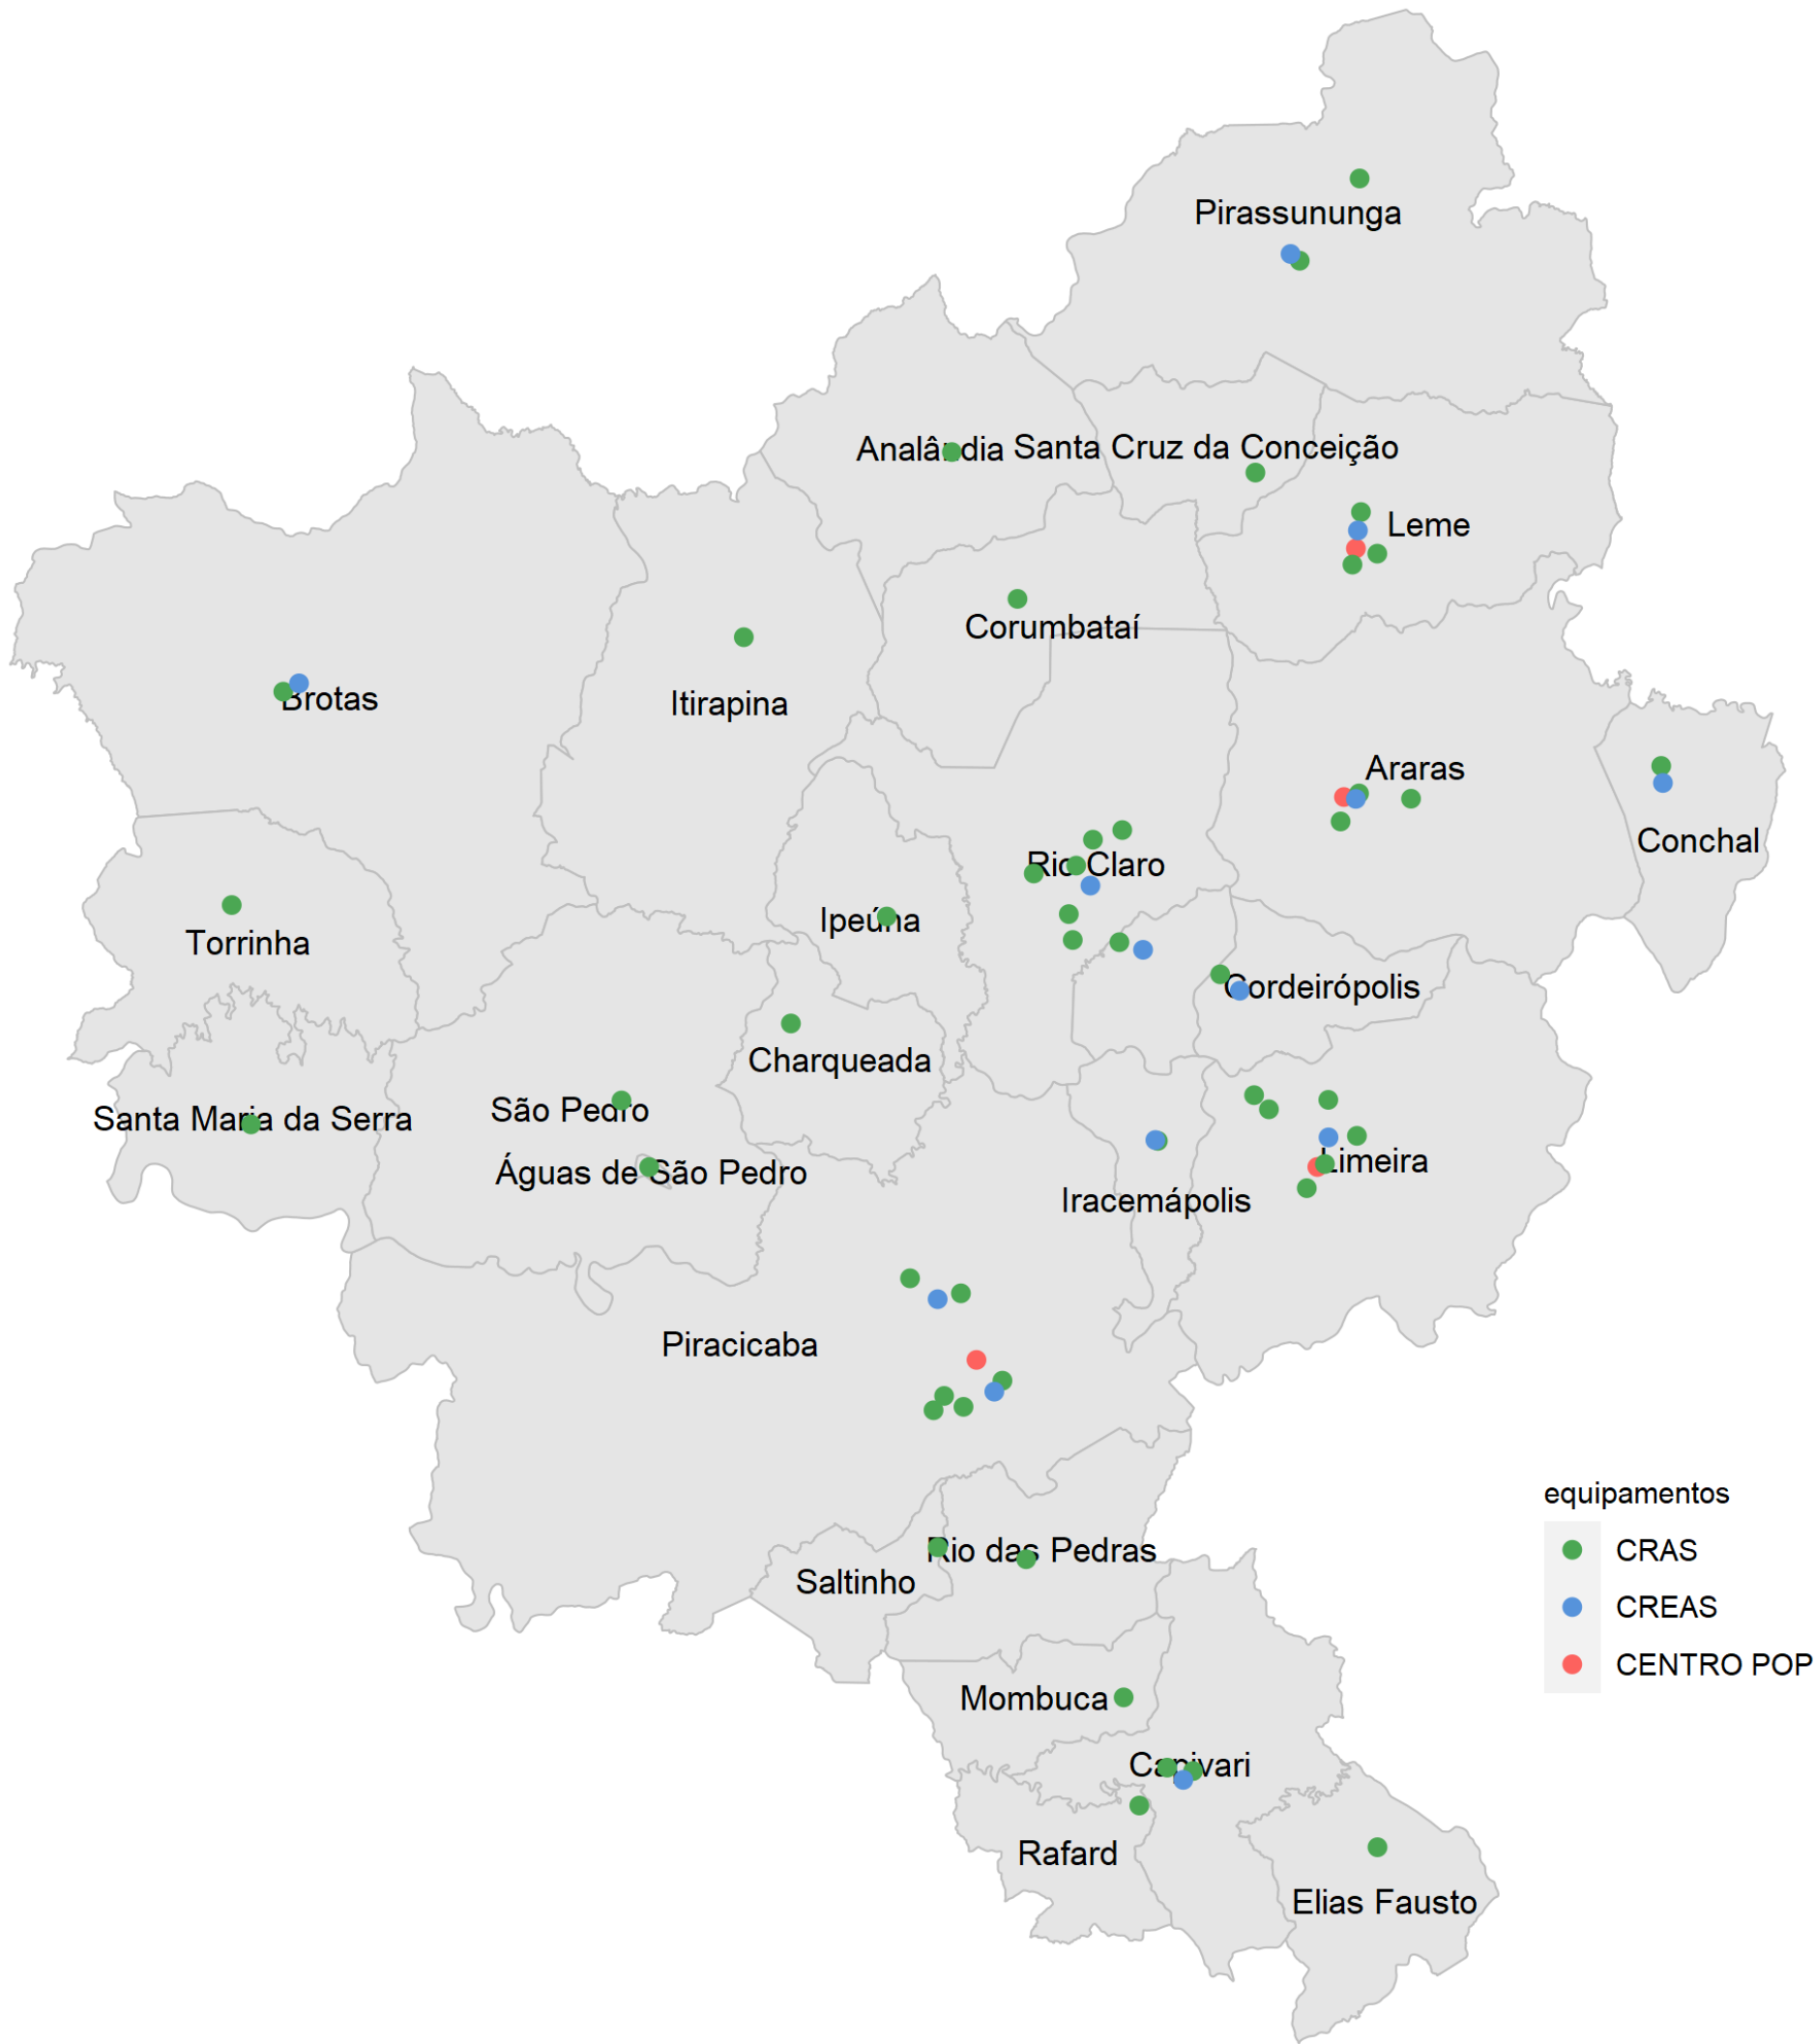 Pirassununga
Analândia
Santa Cruz da Conceição
Leme
Corumbataí
Brotas
Itirapina
Araras
Conchal
Rio Claro
Ipeúna
Torrinha
Cordeirópolis
Charqueada
São Pedro
Santa Maria da Serra
Águas de São Pedro
Limeira
Iracemápolis
Piracicaba
equipamentos
CRAS
CREAS
CENTRO POP
Rio das Pedras
Saltinho
Mombuca
Capivari
Rafard
Elias Fausto